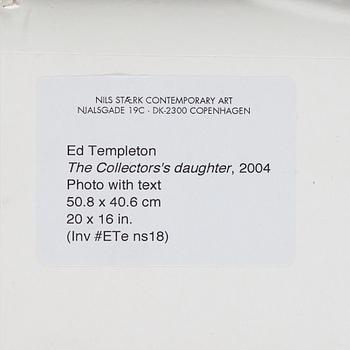 NILS STÆRK CONTEMPORARY ART
NJALSGADE 19C · DK-2300 COPENHAGEN
Ed Templeton
The Collectors's daughter, 2004
Photo with text
50.8 x 40.6 cm
20 x 16 in.
(Inv #ETe ns18)